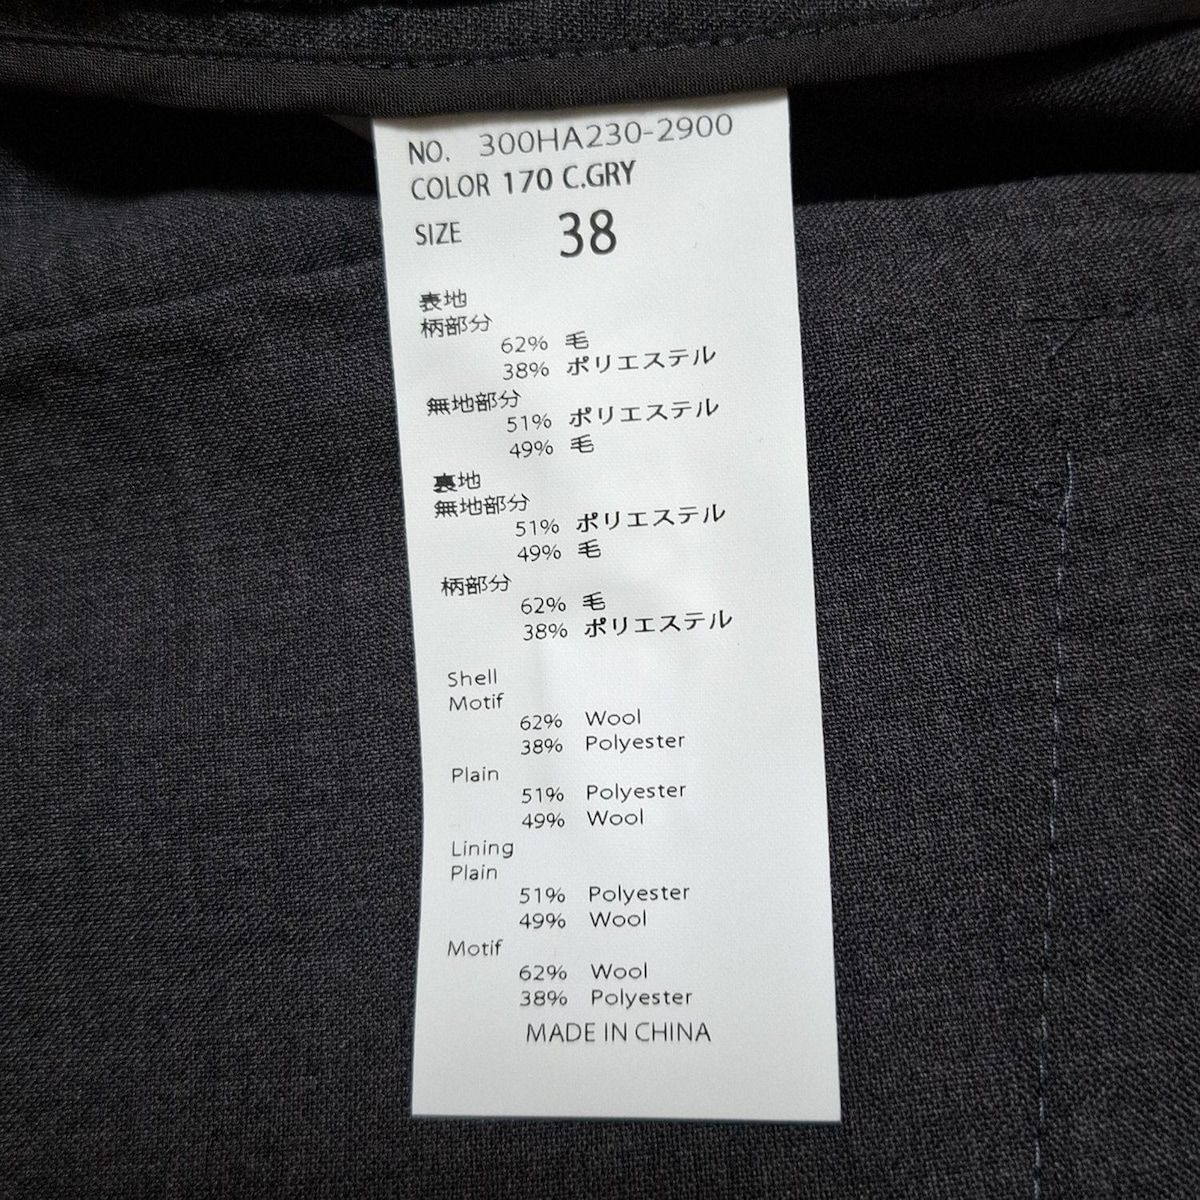 NO. 300HA230-2900
COLOR 170 C.GRY
SIZE 38
表地
柄部分
62% 毛
38% ポリエステル
無地部分
51% ポリエステル
49% 毛
裏地
無地部分
51% ポリエステル
49% 毛
柄部分
62% 毛
38% ポリエステル
Shell
Motif
62% Wool
38% Polyester
Plain
51% Polyester
49% Wool
Lining
Plain
51% Polyester
49% Wool
Motif
62% Wool
38% Polyester
MADE IN CHINA